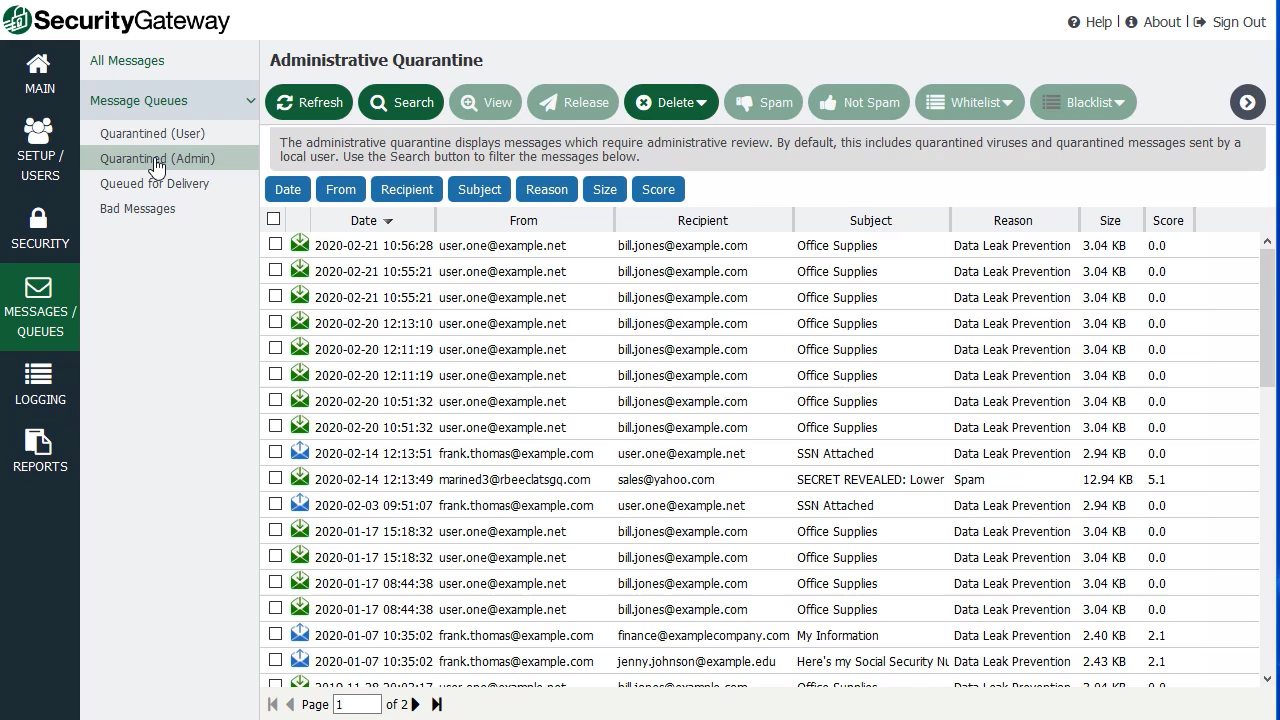 SecurityGateway
Help | About | Sign Out
MAIN
SETUP /
USERS
SECURITY
MESSAGES /
QUEUES
LOGGING
REPORTS
All Messages
Message Queues
Quarantined (User)
Quarantined (Admin)
Queued for Delivery
Bad Messages
Administrative Quarantine
Refresh Search View Release Delete Spam Not Spam Whitelist Blacklist
The administrative quarantine displays messages which require administrative review. By default, this includes quarantined viruses and quarantined messages sent by a
local user. Use the Search button to filter the messages below.
Date From Recipient Subject Reason Size Score
Date From Recipient Subject Reason Size Score
2020-02-21 10:56:28 user.one@example.net bill.jones@example.com Office Supplies Data Leak Prevention 3.04 KB 0.0
2020-02-21 10:55:21 user.one@example.net bill.jones@example.com Office Supplies Data Leak Prevention 3.04 KB 0.0
2020-02-21 10:55:21 user.one@example.net bill.jones@example.com Office Supplies Data Leak Prevention 3.04 KB 0.0
2020-02-20 12:13:10 user.one@example.net bill.jones@example.com Office Supplies Data Leak Prevention 3.04 KB 0.0
2020-02-20 12:11:19 user.one@example.net bill.jones@example.com Office Supplies Data Leak Prevention 3.04 KB 0.0
2020-02-20 12:11:19 user.one@example.net bill.jones@example.com Office Supplies Data Leak Prevention 3.04 KB 0.0
2020-02-20 10:51:32 user.one@example.net bill.jones@example.com Office Supplies Data Leak Prevention 3.04 KB 0.0
2020-02-20 10:51:32 user.one@example.net bill.jones@example.com Office Supplies Data Leak Prevention 3.04 KB 0.0
2020-02-14 12:13:51 frank.thomas@example.com user.one@example.net SSN Attached Data Leak Prevention 2.94 KB 0.0
2020-02-14 12:13:49 marined3@rbeeclatsgq.com sales@yahoo.com SECRET REVEALED: Lower Spam 12.94 KB 5.1
2020-02-03 09:51:07 frank.thomas@example.com user.one@example.net SSN Attached Data Leak Prevention 2.94 KB 0.0
2020-01-17 15:18:32 user.one@example.net bill.jones@example.com Office Supplies Data Leak Prevention 3.04 KB 0.0
2020-01-17 15:18:32 user.one@example.net bill.jones@example.com Office Supplies Data Leak Prevention 3.04 KB 0.0
2020-01-17 08:44:38 user.one@example.net bill.jones@example.com Office Supplies Data Leak Prevention 3.04 KB 0.0
2020-01-17 08:44:38 user.one@example.net bill.jones@example.com Office Supplies Data Leak Prevention 3.04 KB 0.0
2020-01-07 10:35:02 frank.thomas@example.com finance@examplecompany.com My Information Data Leak Prevention 2.40 KB 2.1
2020-01-07 10:35:02 frank.thomas@example.com jenny.johnson@example.edu Here's my Social Security Nu Data Leak Prevention 2.43 KB 2.1
Page 1 of 2